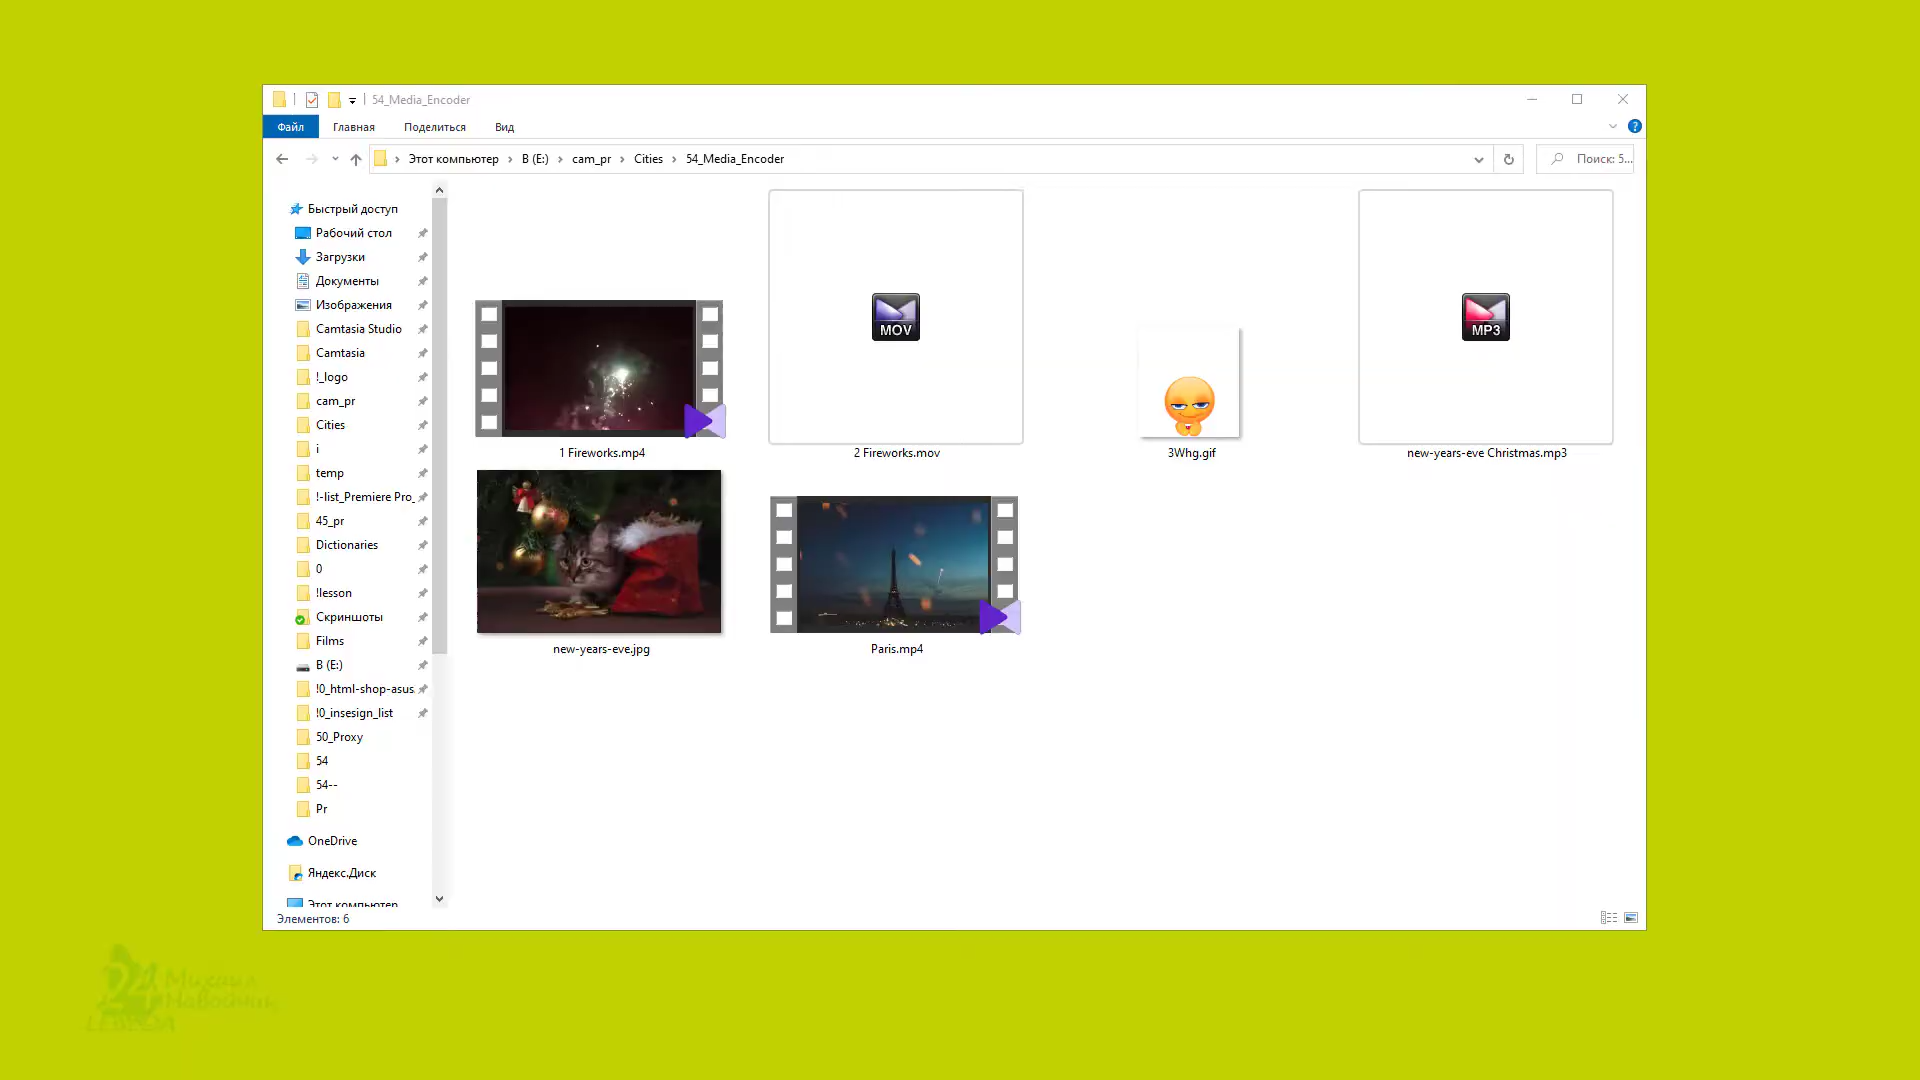 54_Media_Encoder
Файл Главная Поделиться Вид
Этот компьютер B (E:) cam_pr Cities 54_Media_Encoder
Поиск: 5...
Быстрый доступ
Рабочий стол
Загрузки
Документы
Изображения
Camtasia Studio
Camtasia
!_logo
cam_pr
Cities
i
temp
!-list_Premiere Pro_
45_pr
Dictionaries
0
!lesson
Скриншоты
Films
B (E:)
!0_html-shop-asus.
!0_insesign_list
50_Proxy
54
54--
Pr
OneDrive
Яндекс.Диск
Этот компьютер
MOV
MP3
1 Fireworks.mp4
2 Fireworks.mov
3Whg.gif
new-years-eve Christmas.mp3
new-years-eve.jpg
Paris.mp4
Элементов: 6
Михаил